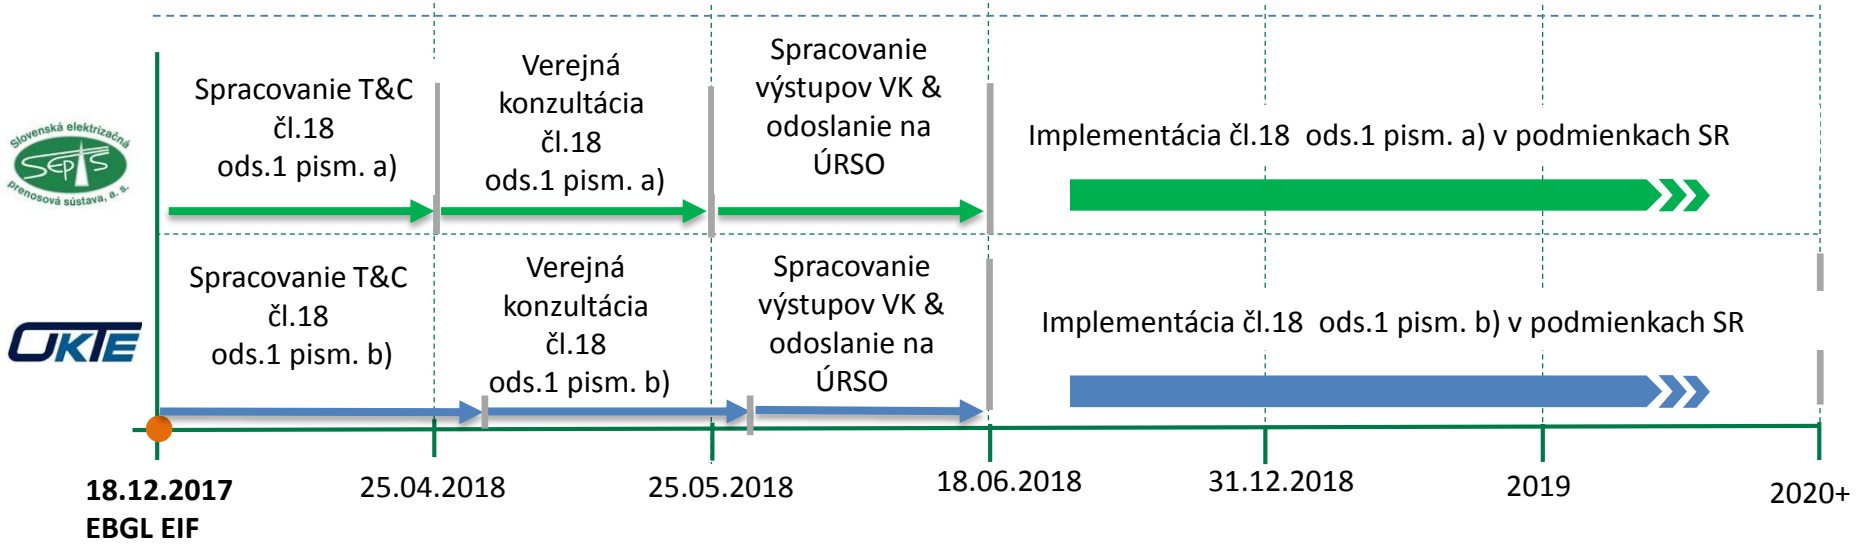 Slovenská elektrizačná
SEPS
prenosová sústava, a. s.
Spracovanie T&C
čl.18
ods.1 pism. a)
Verejná
konzultácia
čl.18
ods.1 pism. a)
Spracovanie
výstupov VK &
odoslanie na
ÚRSO
Implementácia čl.18 ods.1 pism. a) v podmienkach SR
OKTE
Spracovanie T&C
čl.18
ods.1 pism. b)
Verejná
konzultácia
čl.18
ods.1 pism. b)
Spracovanie
výstupov VK &
odoslanie na
ÚRSO
Implementácia čl.18 ods.1 pism. b) v podmienkach SR
18.12.2017
EBGL EIF
25.04.2018
25.05.2018
18.06.2018
31.12.2018
2019
2020+